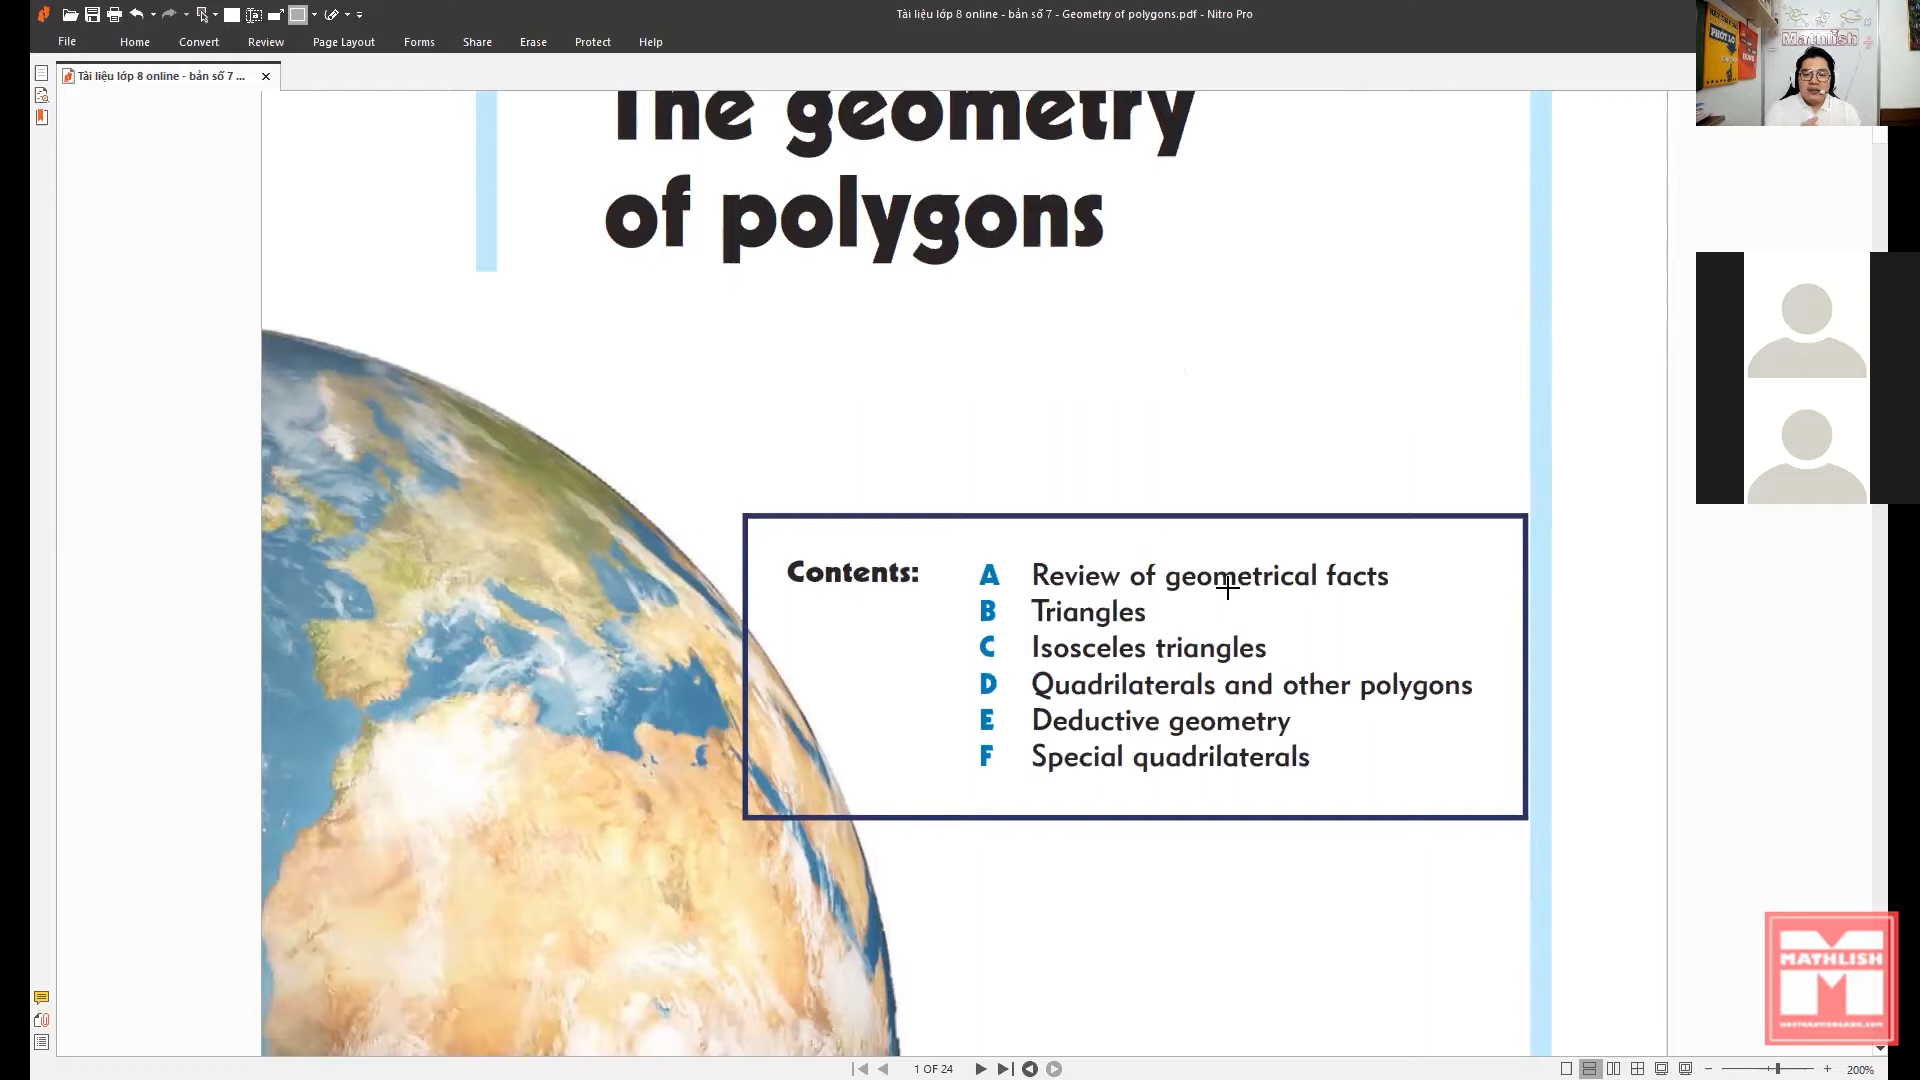 Tài liệu lớp 8 online - bản số 7 - Geometry of polygons.pdf - Nitro Pro
File Home Convert Review Page Layout Forms Share Erase Protect Help
Tài liệu lớp 8 online - bản số 7 ...
The geometry
of polygons
Contents:
A Review of geometrical facts
B Triangles
C Isosceles triangles
D Quadrilaterals and other polygons
E Deductive geometry
F Special quadrilaterals
Mathlish
MATHLISH
1 OF 24
200%